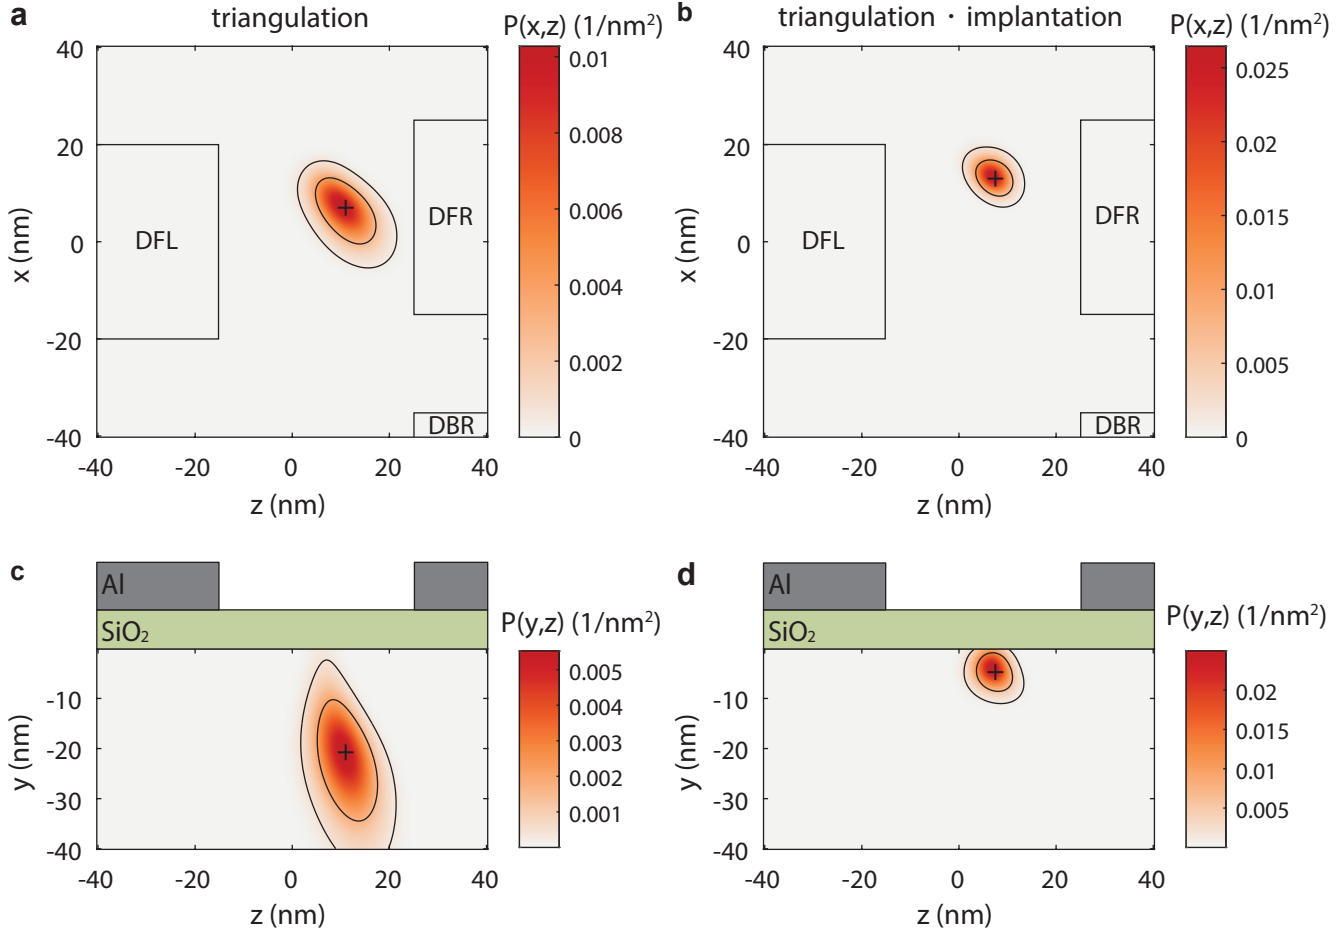 a
triangulation
P(x,z) (1/nm²)
40
20
0
-20
-40
x (nm)
DFL
DFR
DBR
-40
-20
0
20
40
z (nm)
0.01
0.008
0.006
0.004
0.002
0
b
triangulation · implantation
P(x,z) (1/nm²)
40
20
0
-20
-40
x (nm)
DFL
DFR
DBR
-40
-20
0
20
40
z (nm)
0.025
0.02
0.015
0.01
0.005
0
c
Al
SiO₂
P(y,z) (1/nm²)
-10
-20
-30
-40
y (nm)
-40
-20
0
20
40
z (nm)
0.005
0.004
0.003
0.002
0.001
d
Al
SiO₂
P(y,z) (1/nm²)
-10
-20
-30
-40
y (nm)
-40
-20
0
20
40
z (nm)
0.02
0.015
0.01
0.005